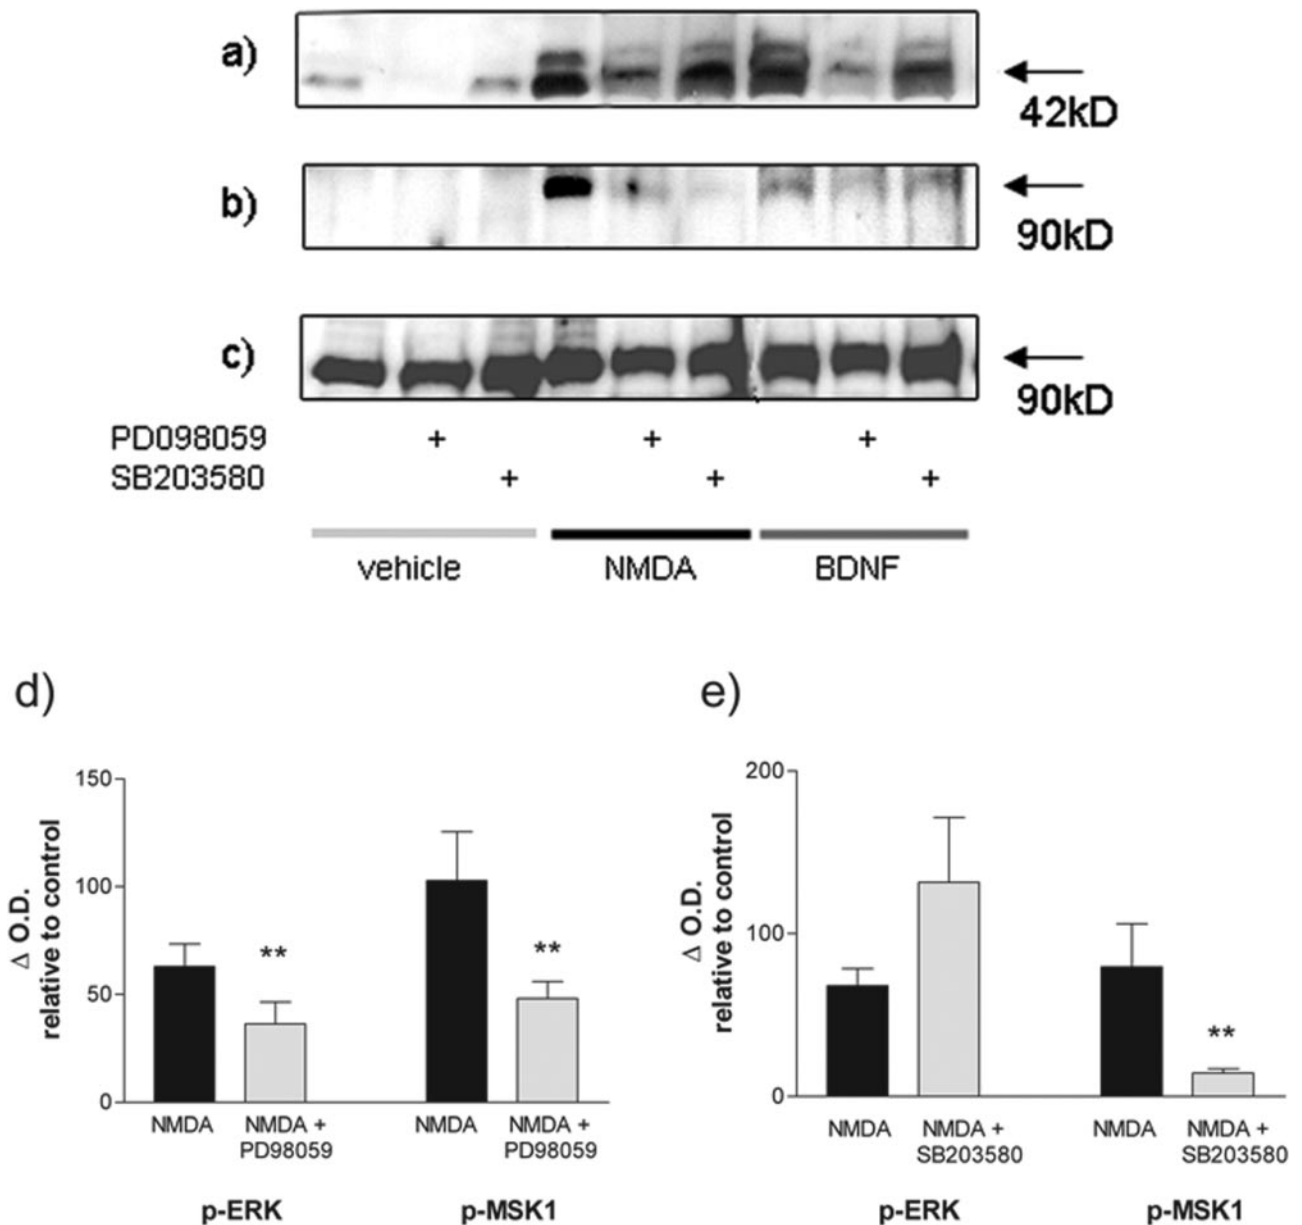 a)
42kD
b)
90kD
c)
90kD
PD098059 + + +
SB203580 + + +
vehicle NMDA BDNF
d)
e)
150
100
50
0
Δ O.D.
relative to control
**
**
NMDA NMDA + NMDA NMDA +
PD98059 PD98059
p-ERK p-MSK1
200
100
0
Δ O.D.
relative to control
**
NMDA NMDA + NMDA NMDA +
SB203580 SB203580
p-ERK p-MSK1